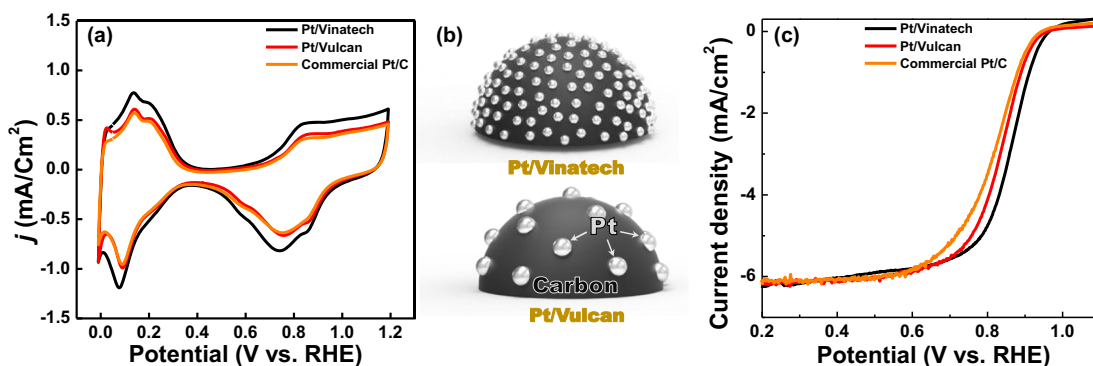 (a)
Pt/Vinatech
Pt/Vulcan
Commercial Pt/C
1.5
1.0
0.5
0.0
-0.5
-1.0
-1.5
j (mA/Cm2)
0.0 0.2 0.4 0.6 0.8 1.0 1.2
Potential (V vs. RHE)
(b)
Pt/Vinatech
Pt
Carbon
Pt/Vulcan
(c)
Pt/Vinatech
Pt/Vulcan
Commercial Pt/C
0
-2
-4
-6
Current density (mA/cm2)
0.2 0.4 0.6 0.8 1.0
Potential (V vs. RHE)